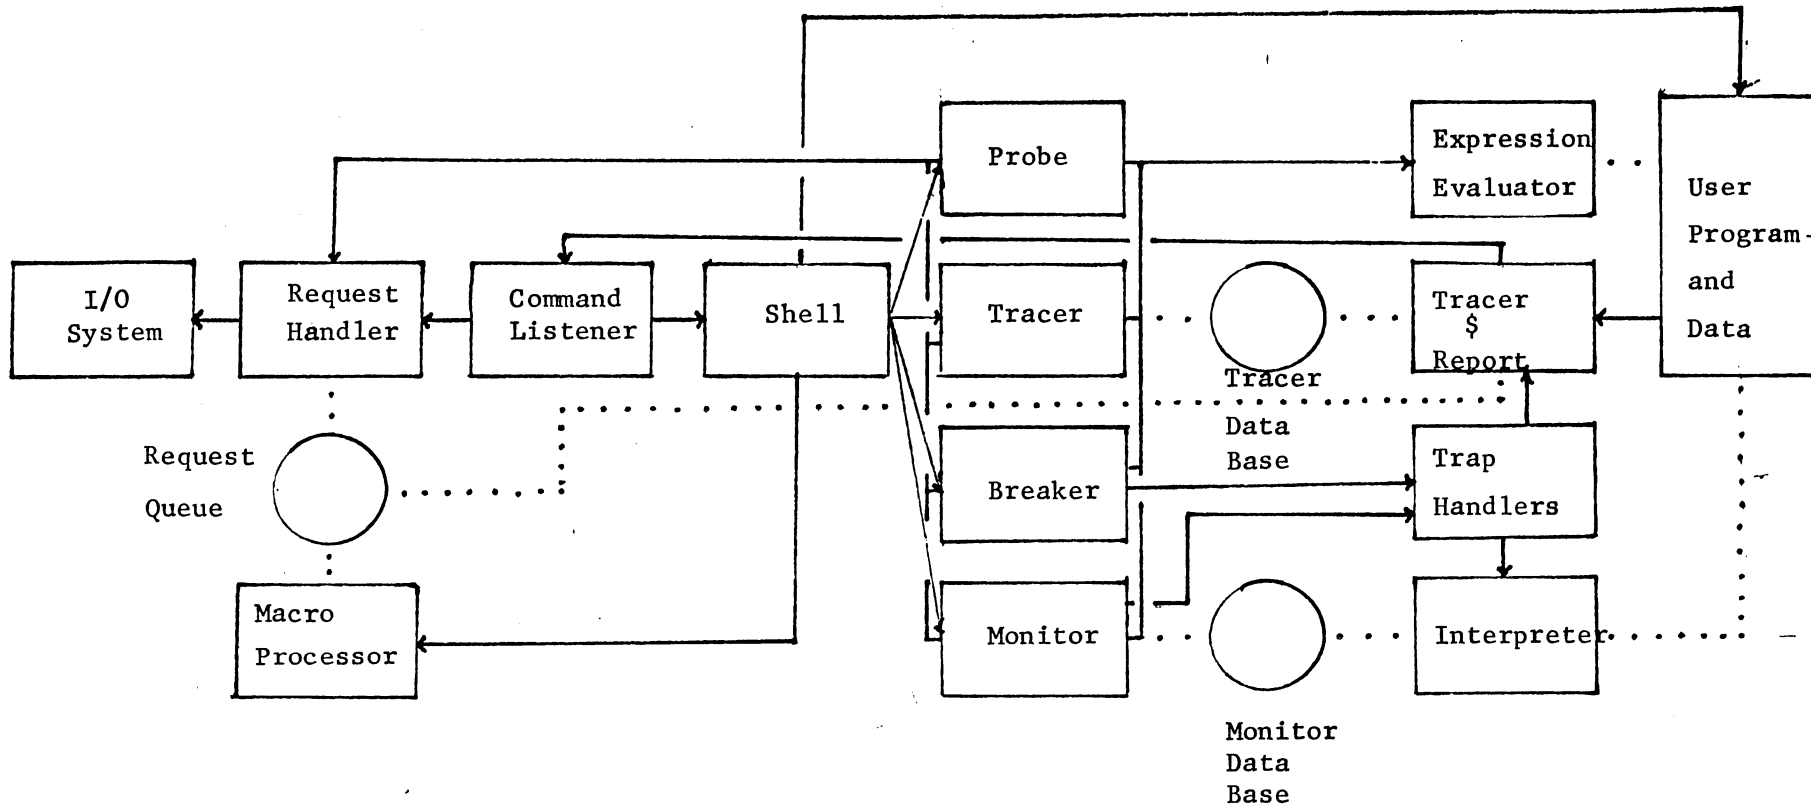 Probe
Expression
Evaluator
User
Program-
and
Data
I/O
System
Request
Handler
Command
Listener
Shell
Tracer
Tracer
$
Report
Tracer
Data
Base
Request
Queue
Breaker
Trap
Handlers
Macro
Processor
Monitor
Interpreter
Monitor
Data
Base